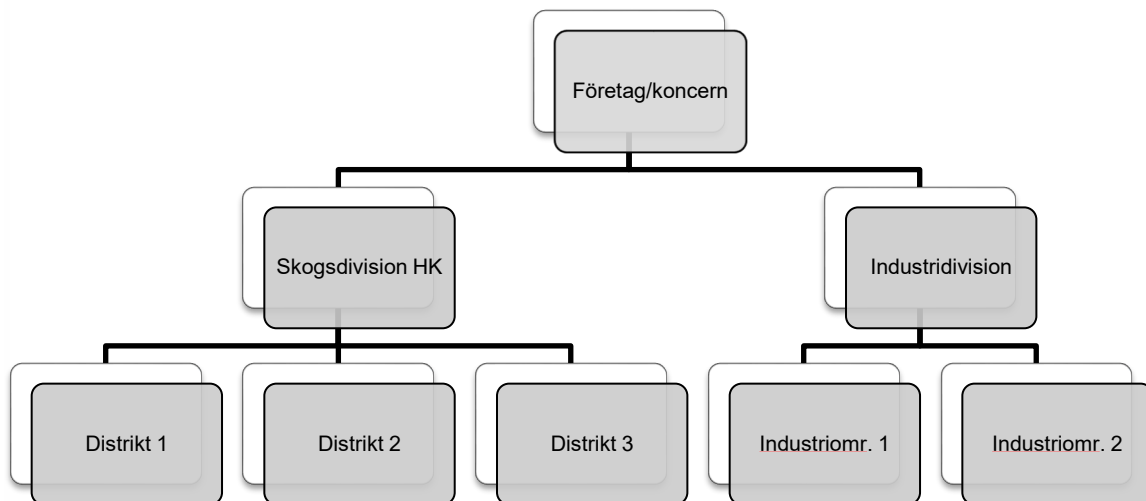 Företag/koncern
Skogsdivision HK
Industridivision
Distrikt 1
Distrikt 2
Distrikt 3
Industriomr. 1
Industriomr. 2